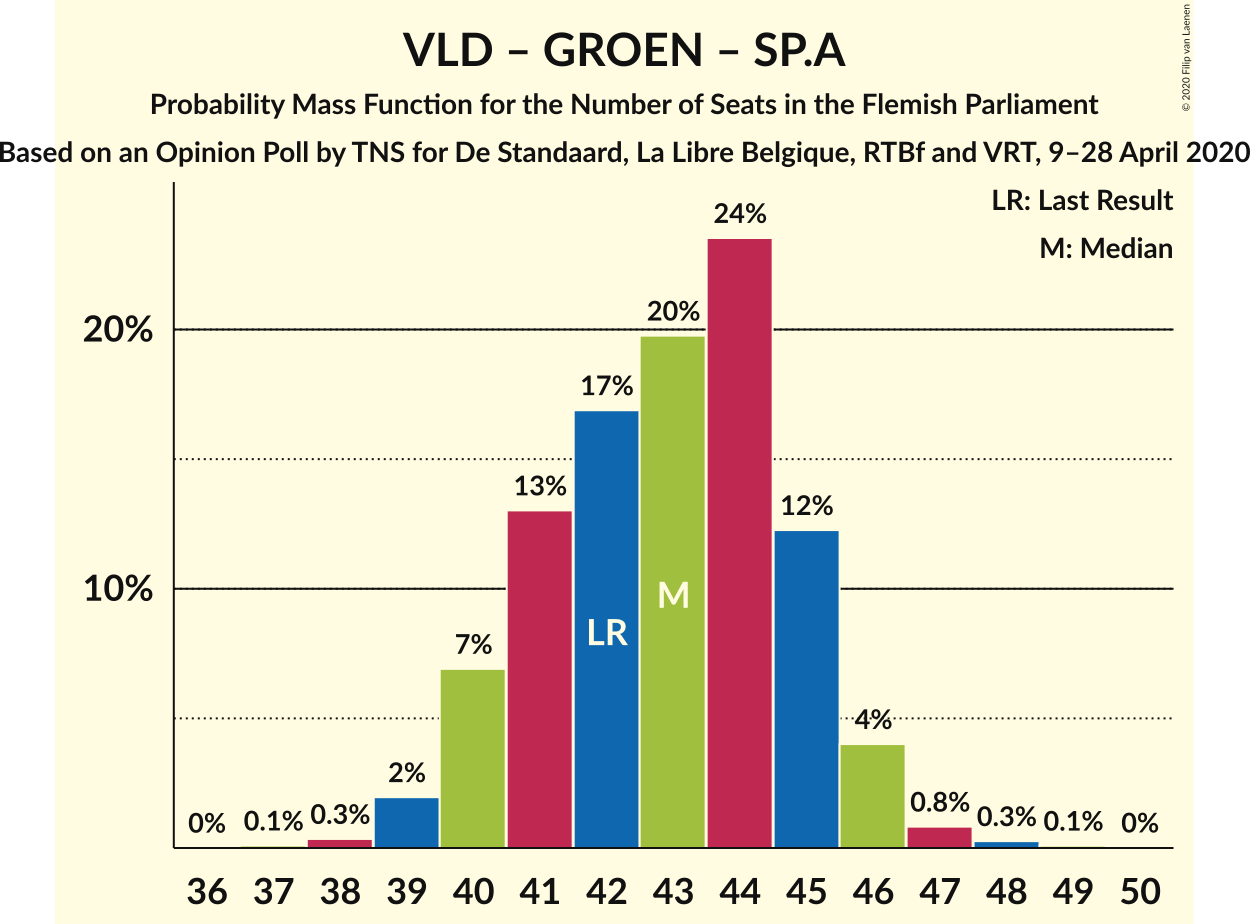 VLD – GROEN – SP.A
Probability Mass Function for the Number of Seats in the Flemish Parliament
Based on an Opinion Poll by TNS for De Standaard, La Libre Belgique, RTBf and VRT, 9–28 April 2020
© 2020 Filip van Laenen
LR: Last Result
M: Median
24%
20%
20%
17%
13%
12%
10%
M
LR
7%
4%
2%
0% 0.1% 0.3% 0.8% 0.3% 0.1% 0%
36 37 38 39 40 41 42 43 44 45 46 47 48 49 50